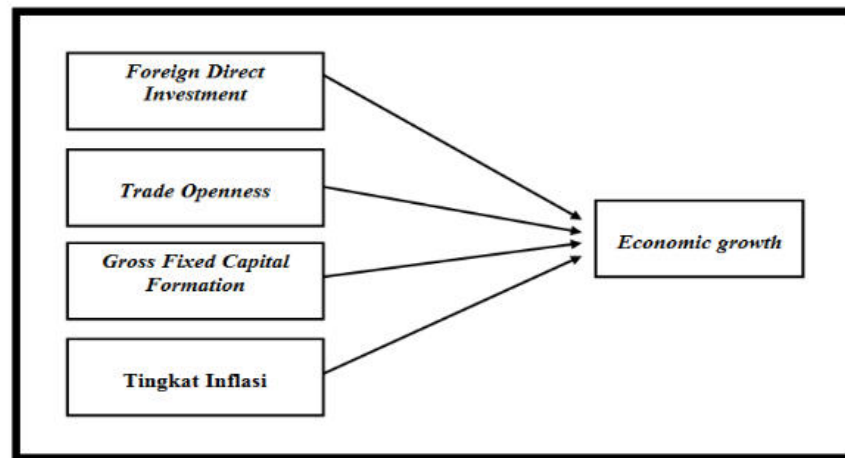 Foreign Direct
Investment
Trade Openness
Gross Fixed Capital
Formation
Tingkat Inflasi
Economic growth